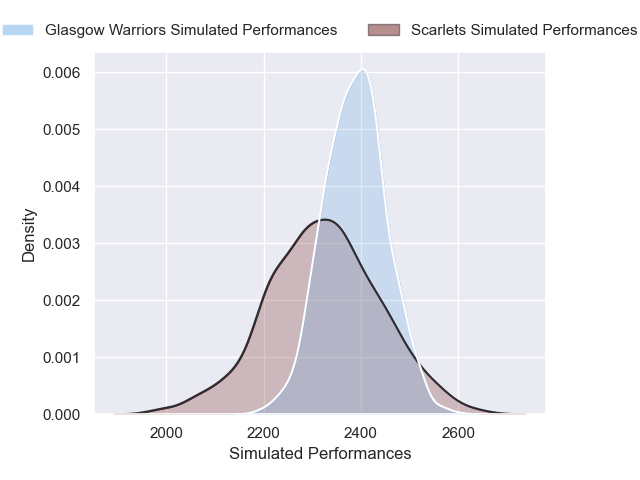 Glasgow Warriors Simulated Performances
Scarlets Simulated Performances
0.006
0.005
0.004
0.003
0.002
0.001
0.000
Density
2000
2200
2400
2600
Simulated Performances